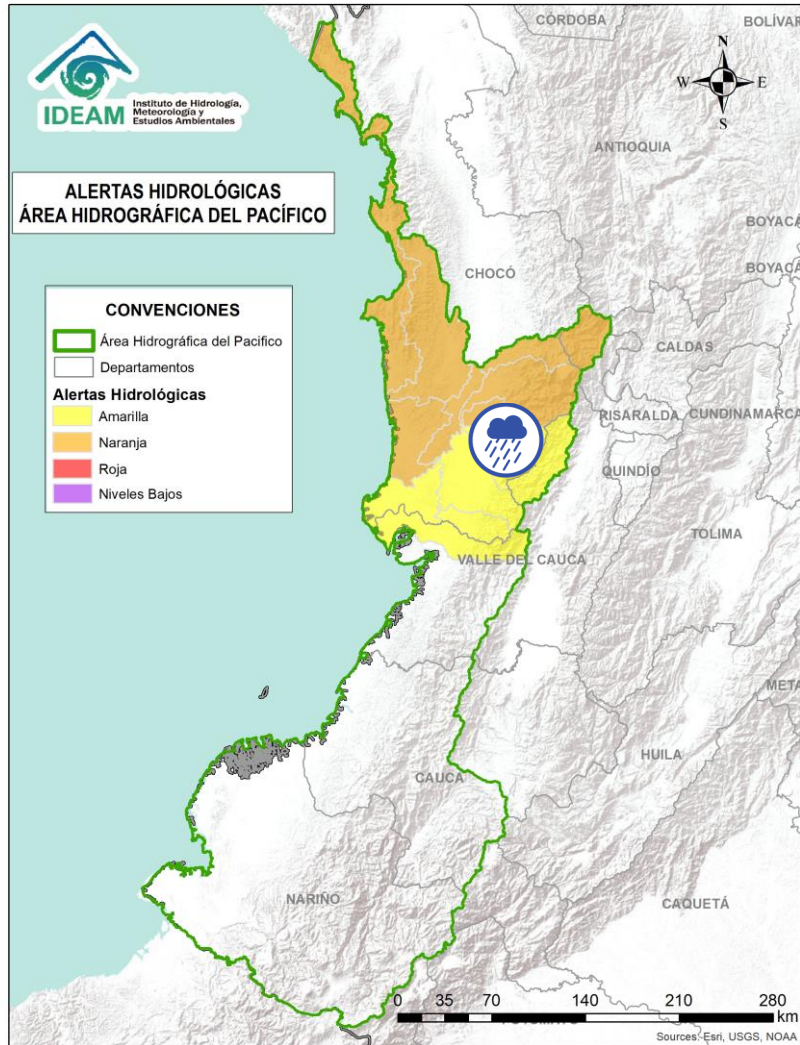 IDEAM
Instituto de Hidrología,
Meteorología y
Estudios Ambientales
ALERTAS HIDROLÓGICAS
ÁREA HIDROGRÁFICA DEL PACÍFICO
CONVENCIONES
Área Hidrográfica del Pacifico
Departamentos
Alertas Hidrológicas
Amarilla
Naranja
Roja
Niveles Bajos
N
W
E
S
CÓRDOBA
BOLÍVAR
ANTIOQUIA
BOYACÁ
BOYACÁ
CHOCÓ
CALDAS
RISARALDA
CUNDINAMARCA
QUINDÍO
TOLIMA
VALLE DEL CAUCA
META
HUILA
CAUCA
NARIÑO
CAQUETÁ
0 35 70 140 210 280
km
Sources: Esri, USGS, NOAA